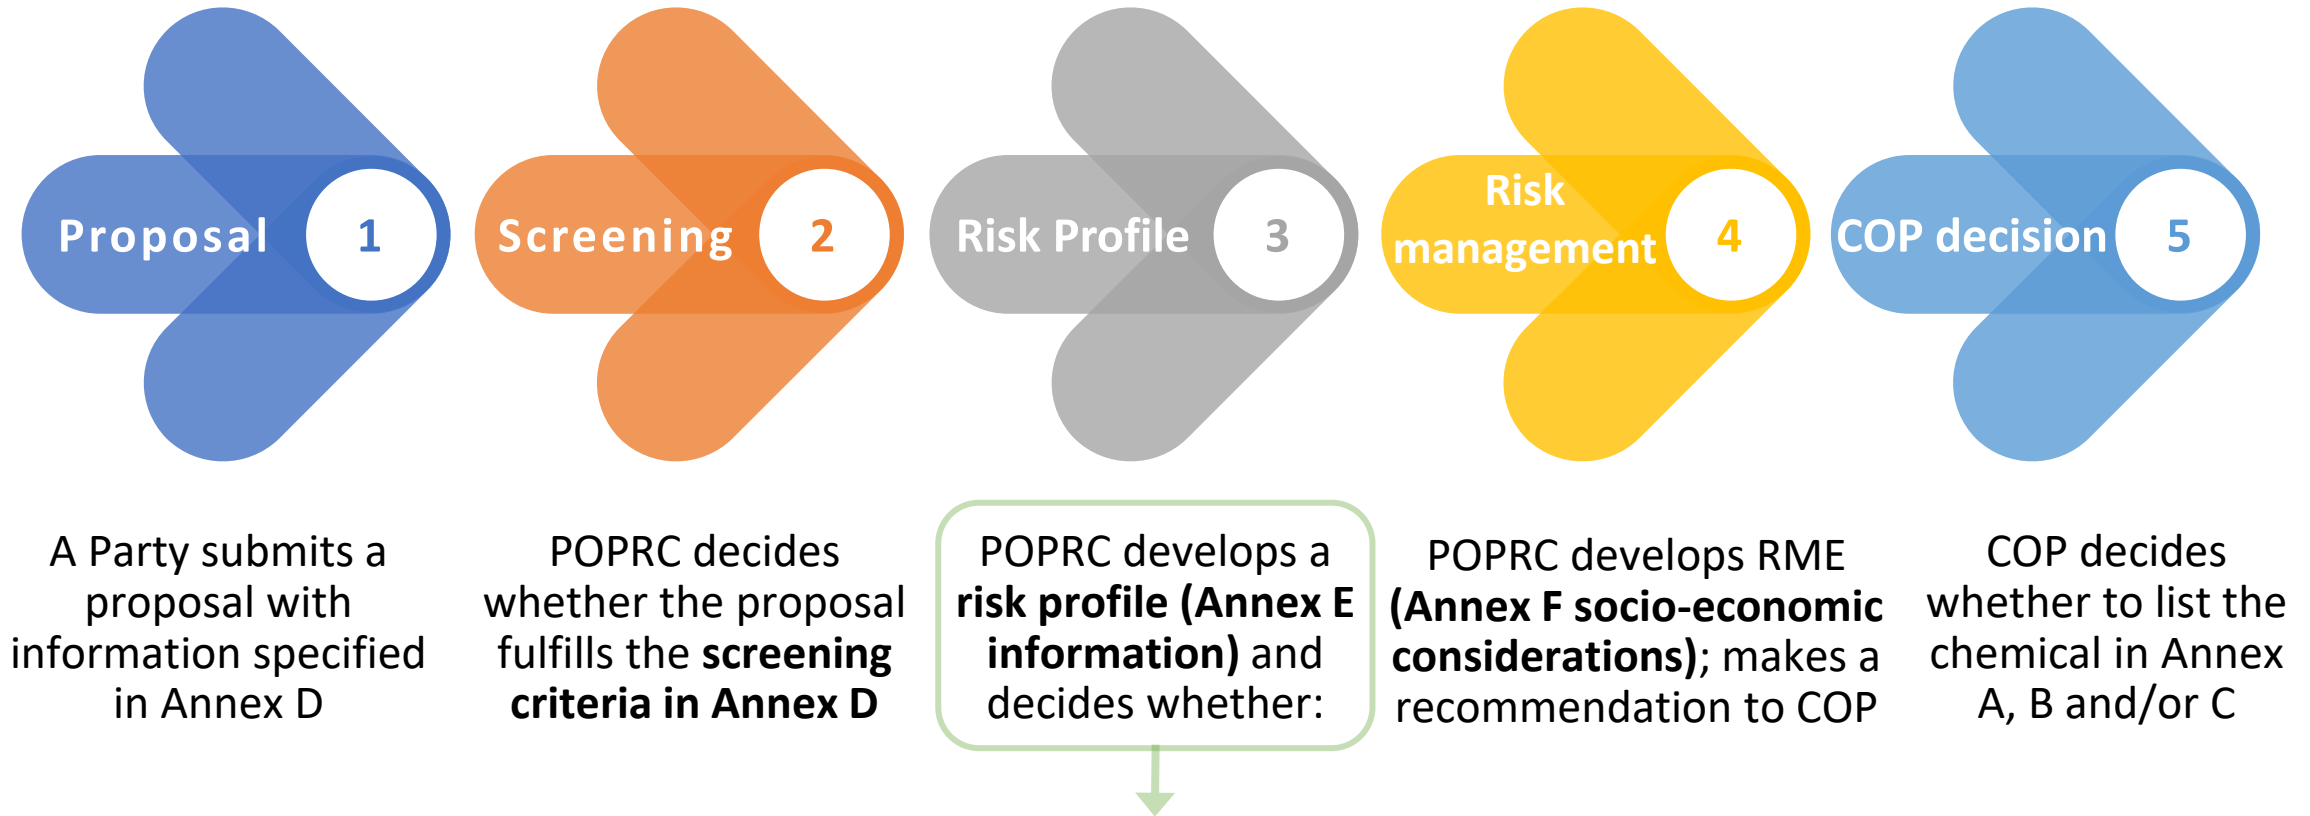 Proposal
1
Screening
2
Risk Profile
3
Risk
management
4
COP decision
5
A Party submits a
proposal with
information specified
in Annex D
POPRC decides
whether the proposal
fulfills the screening
criteria in Annex D
POPRC develops a
risk profile (Annex E
information) and
decides whether:
POPRC develops RME
(Annex F socio-economic
considerations); makes a
recommendation to COP
COP decides
whether to list the
chemical in Annex
A, B and/or C